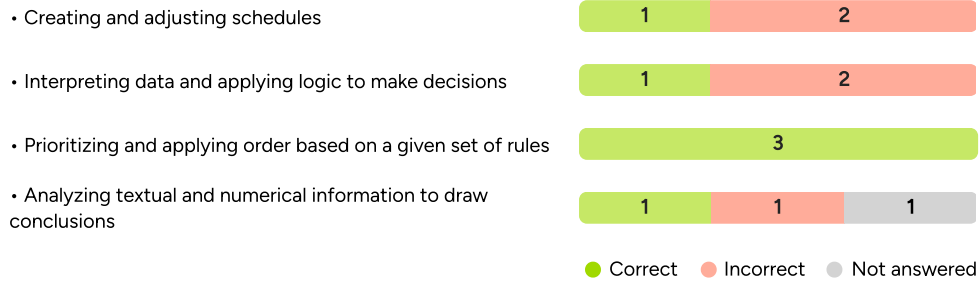 • Creating and adjusting schedules
1 2
• Interpreting data and applying logic to make decisions
1 2
• Prioritizing and applying order based on a given set of rules
3
• Analyzing textual and numerical information to draw
conclusions
1 1 1
Correct Incorrect Not answered